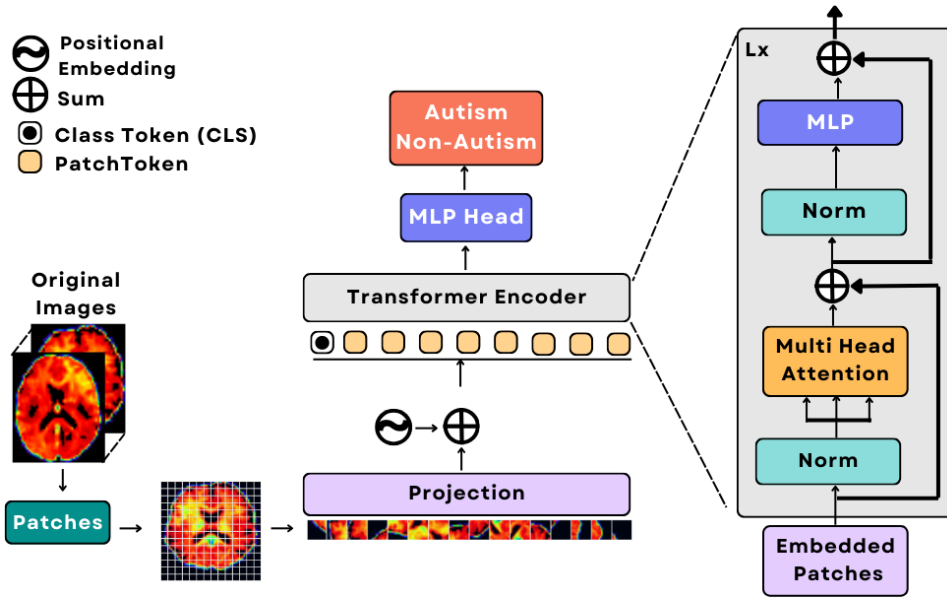 Positional
Embedding
Sum
Class Token (CLS)
PatchToken
Original
Images
Patches
Autism
Non-Autism
MLP Head
Transformer Encoder
Projection
Lx
MLP
Norm
Multi Head
Attention
Norm
Embedded
Patches